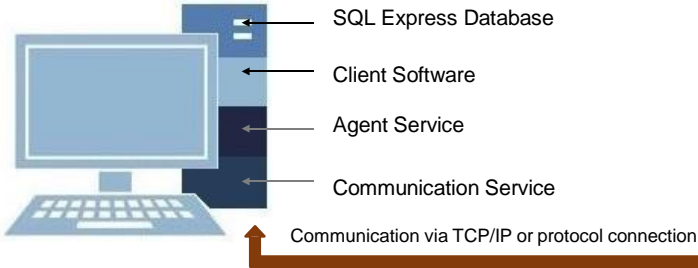 SQL Express Database
Client Software
Agent Service
Communication Service
Communication via TCP/IP or protocol connection